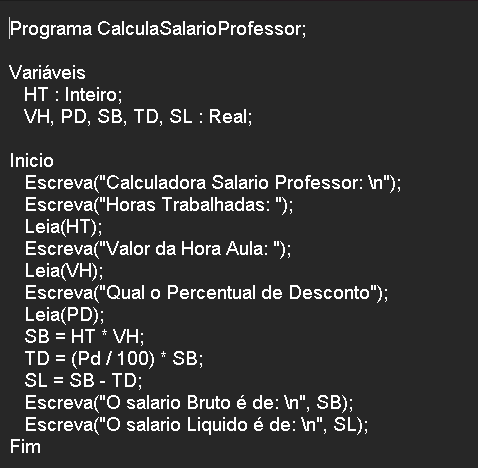 Programa CalculaSalarioProfessor;
Variáveis
HT : Inteiro;
VH, PD, SB, TD, SL : Real;
Inicio
Escreva("Calculadora Salario Professor: \n");
Escreva("Horas Trabalhadas: ");
Leia(HT);
Escreva("Valor da Hora Aula: ");
Leia(VH);
Escreva("Qual o Percentual de Desconto");
Leia(PD);
SB = HT * VH;
TD = (Pd / 100) * SB;
SL = SB - TD;
Escreva("O salario Bruto é de: \n", SB);
Escreva("O salario Liquido é de: \n", SL);
Fim